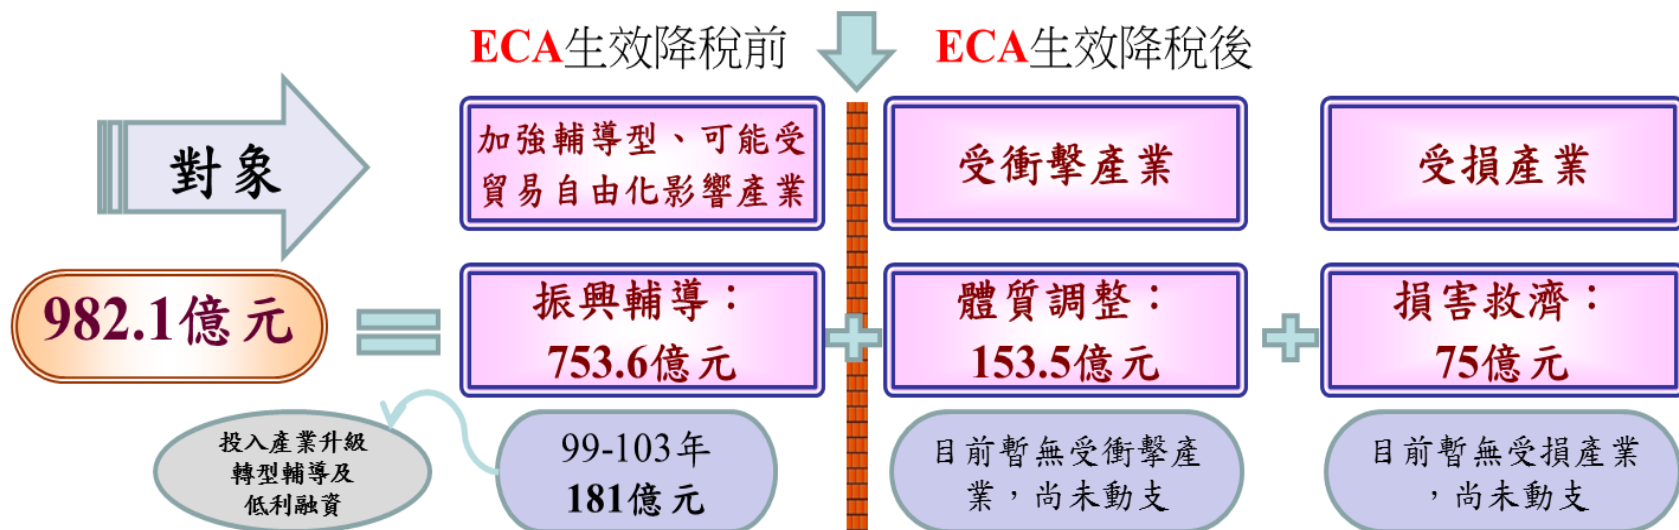 ECA生效降稅前
ECA生效降稅後
對象
加強輔導型、可能受
貿易自由化影響產業
受衝擊產業
受損產業
982.1億元
振興輔導：
753.6億元
體質調整：
153.5億元
損害救濟：
75億元
投入產業升級
轉型輔導及
低利融資
99-103年
181億元
目前暫無受衝擊產
業，尚未動支
目前暫無受損產業
，尚未動支